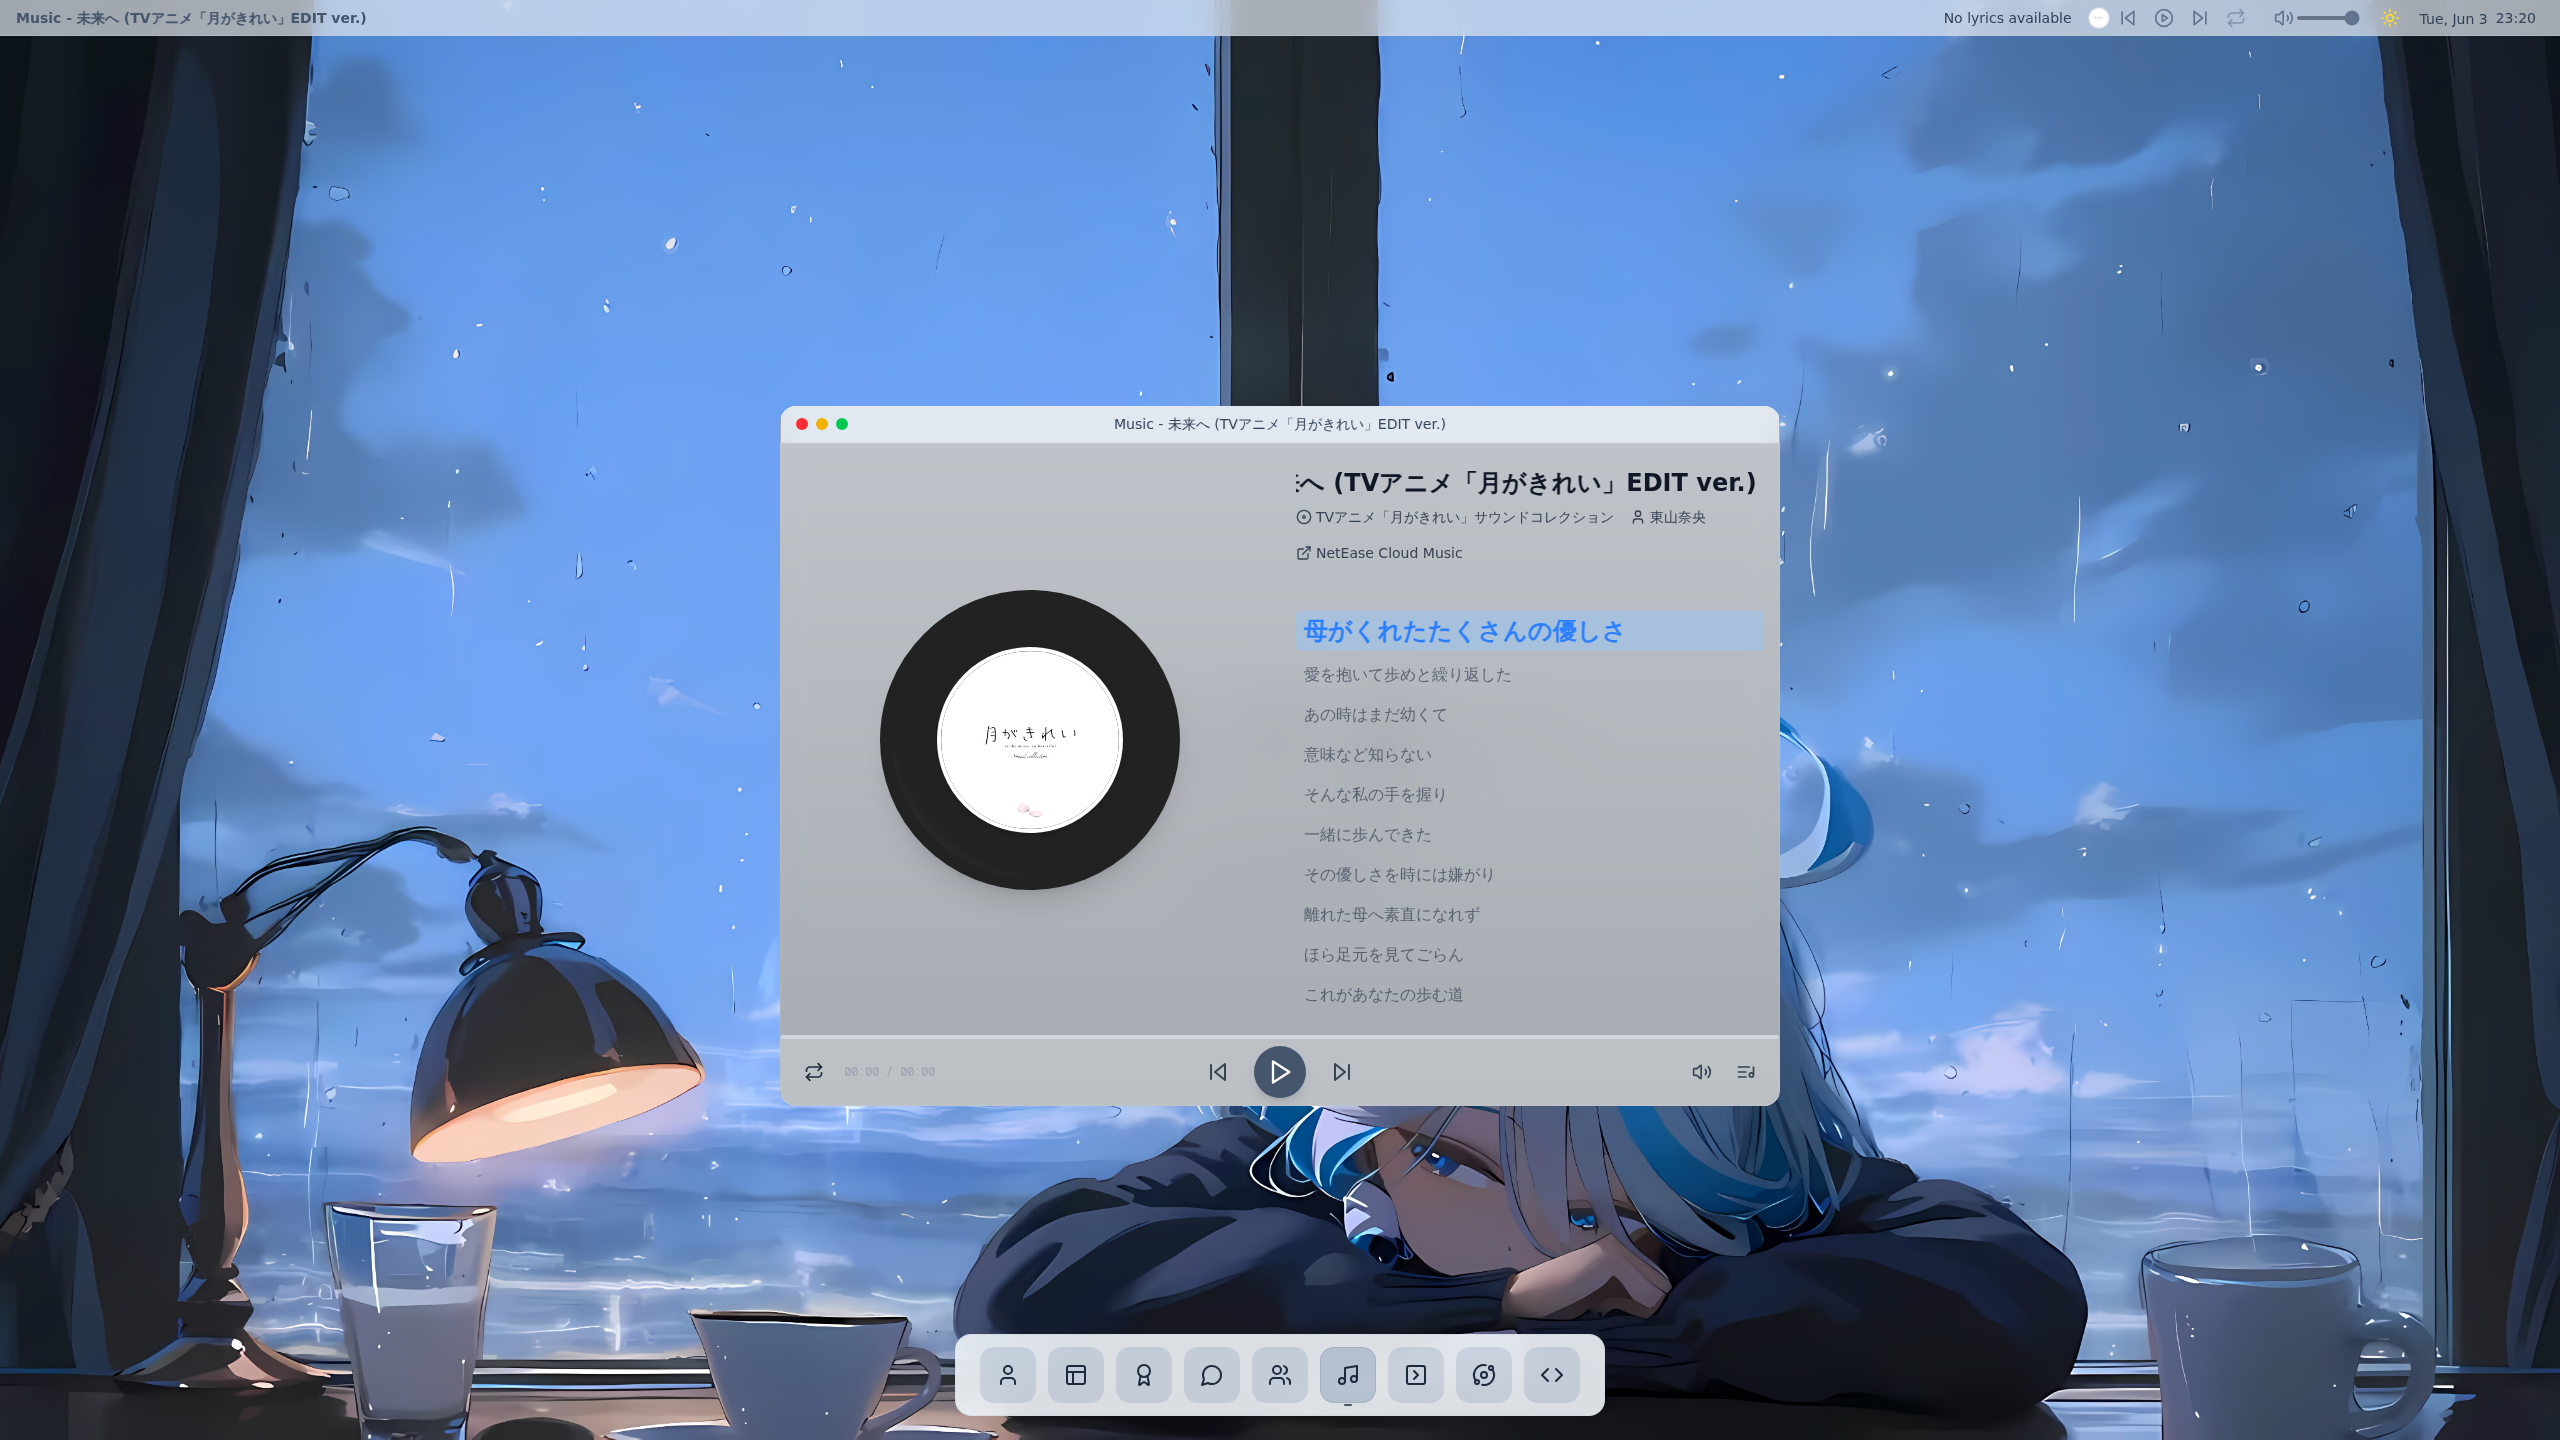 Music - 未来へ (TVアニメ「月がきれい」EDIT ver.)
No lyrics available
Tue, Jun 3 23:20
Music - 未来へ (TVアニメ「月がきれい」EDIT ver.)
へ (TVアニメ「月がきれい」EDIT ver.)
TVアニメ「月がきれい」サウンドコレクション 東山奈央
NetEase Cloud Music
月がきれい
母がくれたたくさんの優しさ
愛を抱いて歩めと繰り返した
あの時はまだ幼くて
意味など知らない
そんな私の手を握り
一緒に歩んできた
その優しさを時には嫌がり
離れた母へ素直になれず
ほら足元を見てごらん
これがあなたの歩む道
00:00 / 00:00